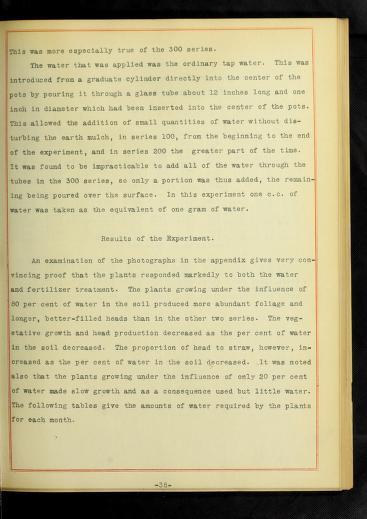 This was more especially true of the 300 series.
The water that was applied was the ordinary tap water. This was
introduced from a graduate cylinder directly into the center of the
pots by pouring it through a glass tube about 12 inches long and one
inch in diameter which had been inserted into the center of the pots.
This allowed the addition of small quantities of water without dis-
turbing the earth mulch, in series 100, from the beginning to the end
of the experiment, and in series 200 the greater part of the time.
It was found to be impracticable to add all of the water through the
tubes in the 300 series, so only a portion was thus added, the remain-
ing being poured over the surface. In this experiment one c.c. of
water was taken as the equivalent of one gram of water.
Results of the Experiment.
An examination of the photographs in the appendix gives very con-
vincing proof that the plants responded markedly to both the water
and fertilizer treatment. The plants growing under the influence of
80 per cent of water in the soil produced more abundant foliage and
longer, better-filled heads than in the other two series. The veg-
etative growth and head production decreased as the per cent of water
in the soil decreased. The proportion of head to straw, however, in-
creased as the per cent of water in the soil decreased. It was noted
also that the plants growing under the influence of only 20 per cent
of water made slow growth and as a consequence used but little water.
The following tables give the amounts of water required by the plants
for each month.
-38-